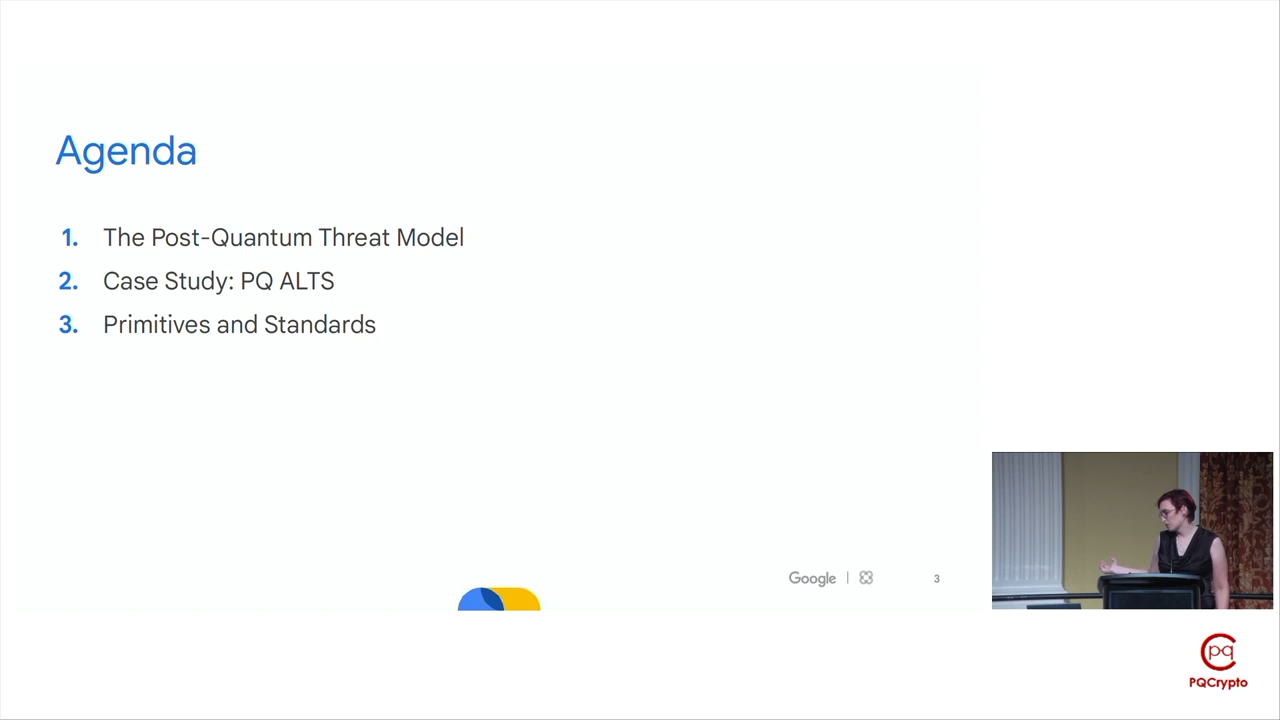 Agenda
1. The Post-Quantum Threat Model
2. Case Study: PQ ALTS
3. Primitives and Standards
Google
3
pq
PQCrypto